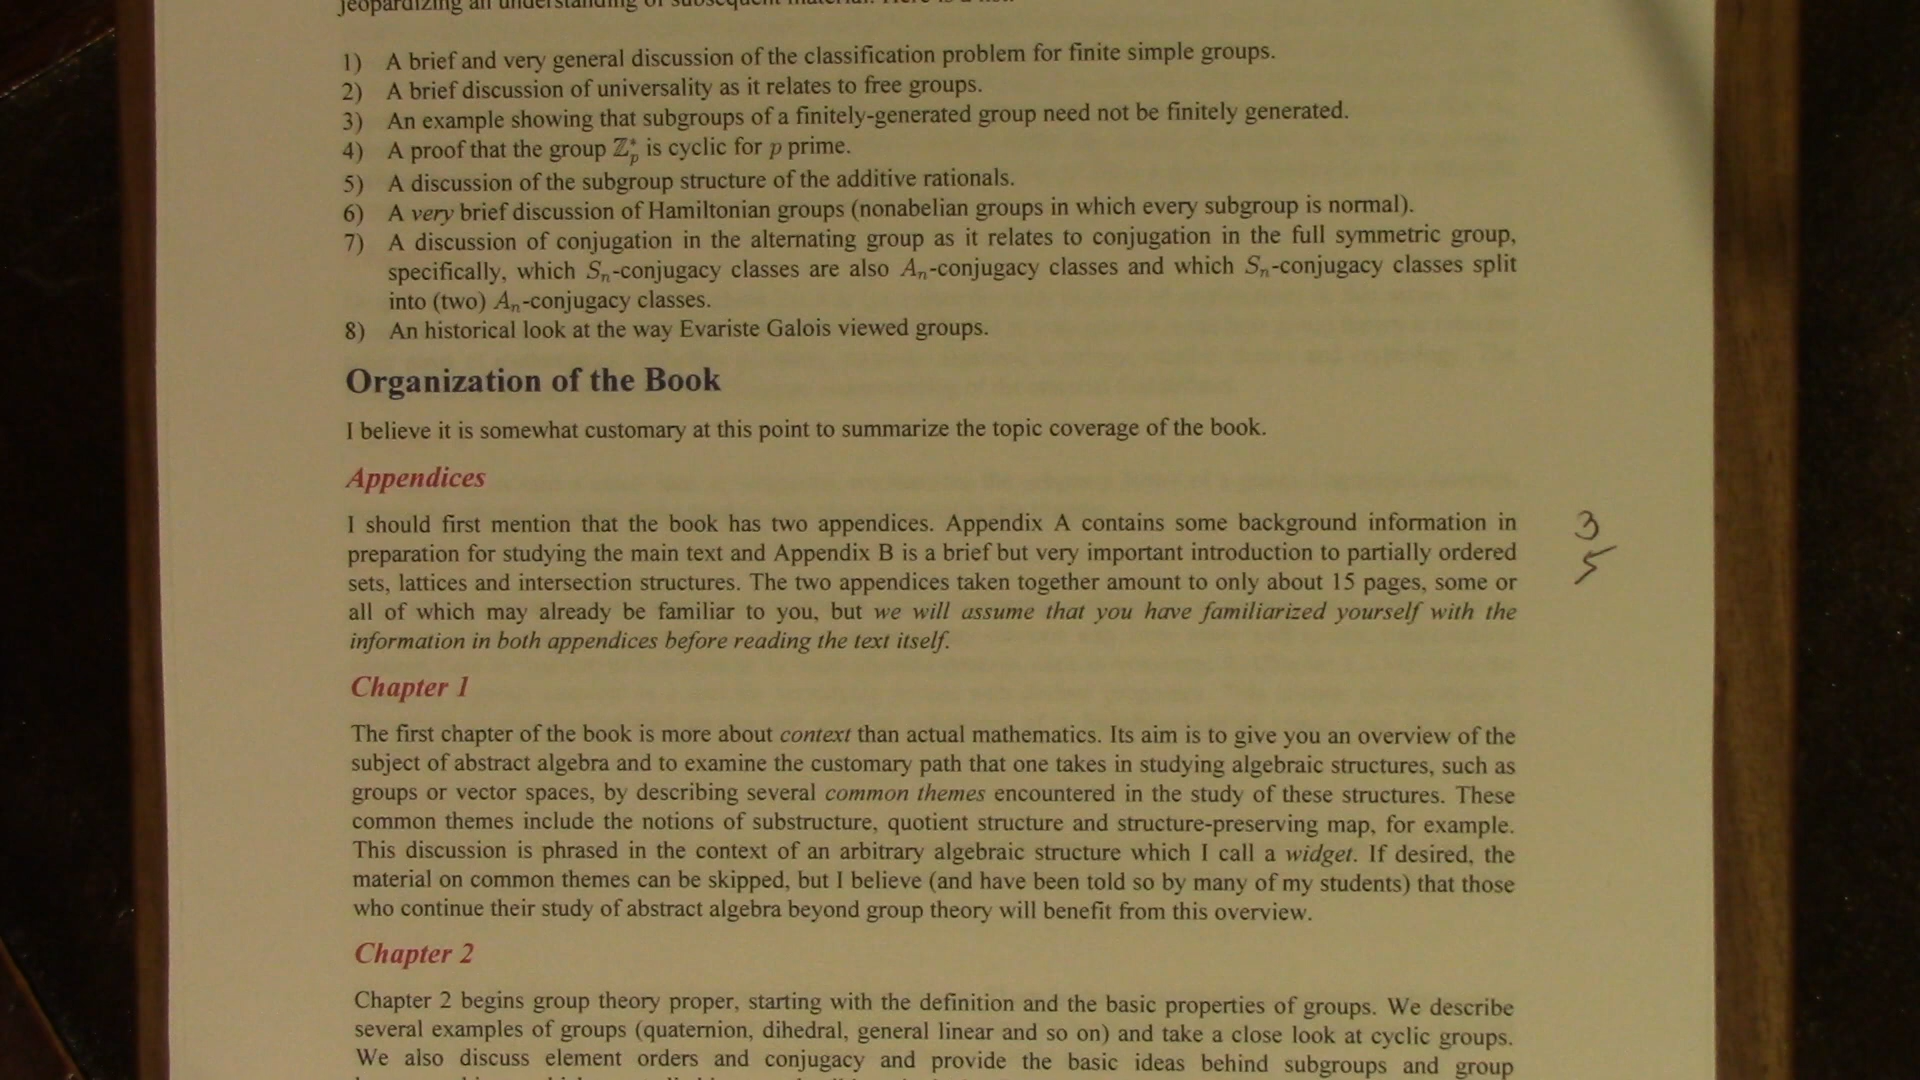 jeopardizing an understanding of subsequent material. Here is a
1) A brief and very general discussion of the classification problem for finite simple groups.
2) A brief discussion of universality as it relates to free groups.
3) An example showing that subgroups of a finitely-generated group need not be finitely generated.
4) A proof that the group ℤ*ₚ is cyclic for p prime.
5) A discussion of the subgroup structure of the additive rationals.
6) A very brief discussion of Hamiltonian groups (nonabelian groups in which every subgroup is normal).
7) A discussion of conjugation in the alternating group as it relates to conjugation in the full symmetric group,
specifically, which Sₙ-conjugacy classes are also Aₙ-conjugacy classes and which Sₙ-conjugacy classes split
into (two) Aₙ-conjugacy classes.
8) An historical look at the way Evariste Galois viewed groups.
Organization of the Book
I believe it is somewhat customary at this point to summarize the topic coverage of the book.
Appendices
I should first mention that the book has two appendices. Appendix A contains some background information in
preparation for studying the main text and Appendix B is a brief but very important introduction to partially ordered
sets, lattices and intersection structures. The two appendices taken together amount to only about 15 pages, some or
all of which may already be familiar to you, but we will assume that you have familiarized yourself with the
information in both appendices before reading the text itself.
3
5
Chapter 1
The first chapter of the book is more about context than actual mathematics. Its aim is to give you an overview of the
subject of abstract algebra and to examine the customary path that one takes in studying algebraic structures, such as
groups or vector spaces, by describing several common themes encountered in the study of these structures. These
common themes include the notions of substructure, quotient structure and structure-preserving map, for example.
This discussion is phrased in the context of an arbitrary algebraic structure which I call a widget. If desired, the
material on common themes can be skipped, but I believe (and have been told so by many of my students) that those
who continue their study of abstract algebra beyond group theory will benefit from this overview.
Chapter 2
Chapter 2 begins group theory proper, starting with the definition and the basic properties of groups. We describe
several examples of groups (quaternion, dihedral, general linear and so on) and take a close look at cyclic groups.
We also discuss element orders and conjugacy and provide the basic ideas behind subgroups and group